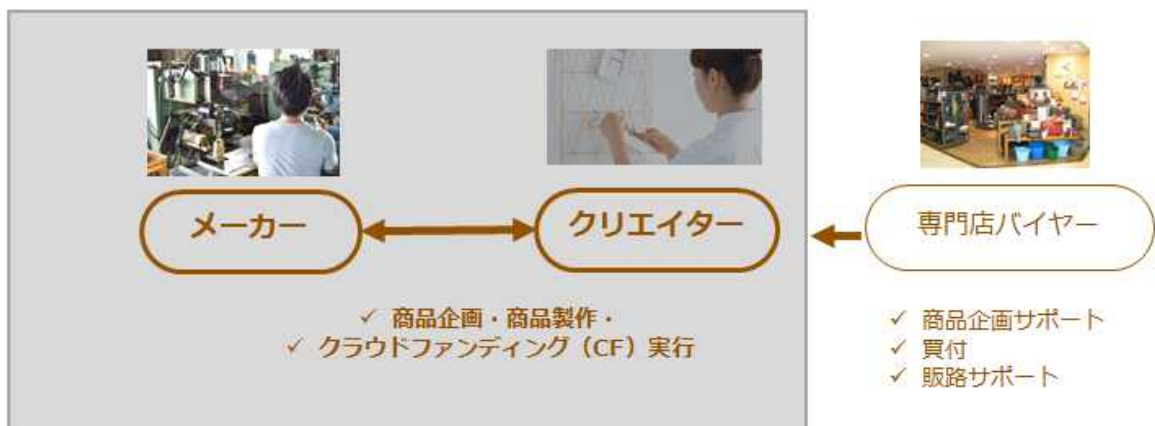 メーカー
クリエイター
専門店バイヤー
✓ 商品企画・商品製作・
✓ クラウドファンディング（CF）実行
✓ 商品企画サポート
✓ 買付
✓ 販路サポート